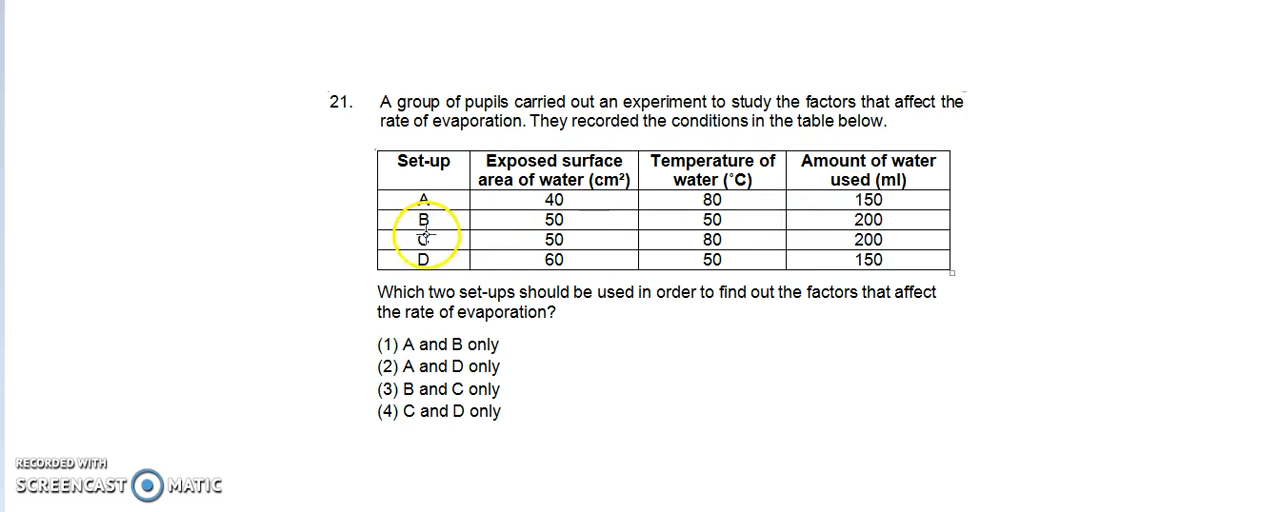 21. A group of pupils carried out an experiment to study the factors that affect the
rate of evaporation. They recorded the conditions in the table below.
Set-up Exposed surface area of water (cm²) Temperature of water (˚C) Amount of water used (ml)
A 40 80 150
B 50 50 200
C 50 80 200
D 60 50 150
Which two set-ups should be used in order to find out the factors that affect
the rate of evaporation?
(1) A and B only
(2) A and D only
(3) B and C only
(4) C and D only
RECORDED WITH
SCREENCAST MATIC